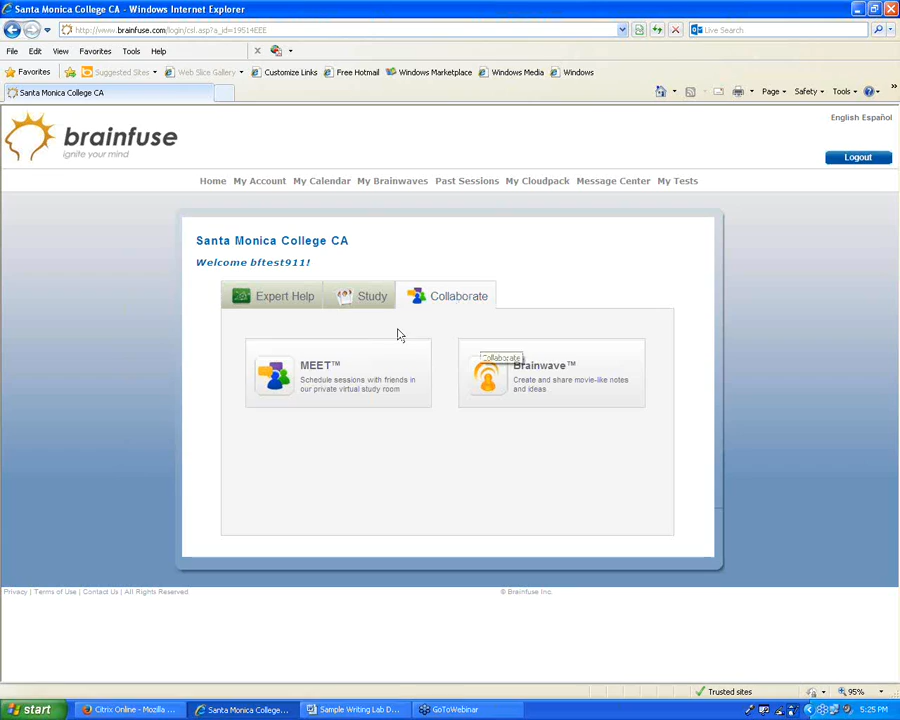 Santa Monica College CA - Windows Internet Explorer
http://www.brainfuse.com/login/csl.asp?a_id=19514EEE
Live Search
File Edit View Favorites Tools Help
Favorites Suggested Sites Web Slice Gallery Customize Links Free Hotmail Windows Marketplace Windows Media Windows
Santa Monica College CA
Page Safety Tools
English Español
brainfuse
ignite your mind
Logout
Home My Account My Calendar My Brainwaves Past Sessions My Cloudpack Message Center My Tests
Santa Monica College CA
Welcome bftest911!
Expert Help Study Collaborate
Collaborate
MEET™ Brainwave™
Schedule sessions with friends in our private virtual study room
Create and share movie-like notes and ideas
Privacy | Terms of Use | Contact Us | All Rights Reserved © Brainfuse Inc.
Trusted sites 95%
start Citrix Online - Mozilla ... Santa Monica College... Sample Writing Lab D... GoToWebinar 5:25 PM